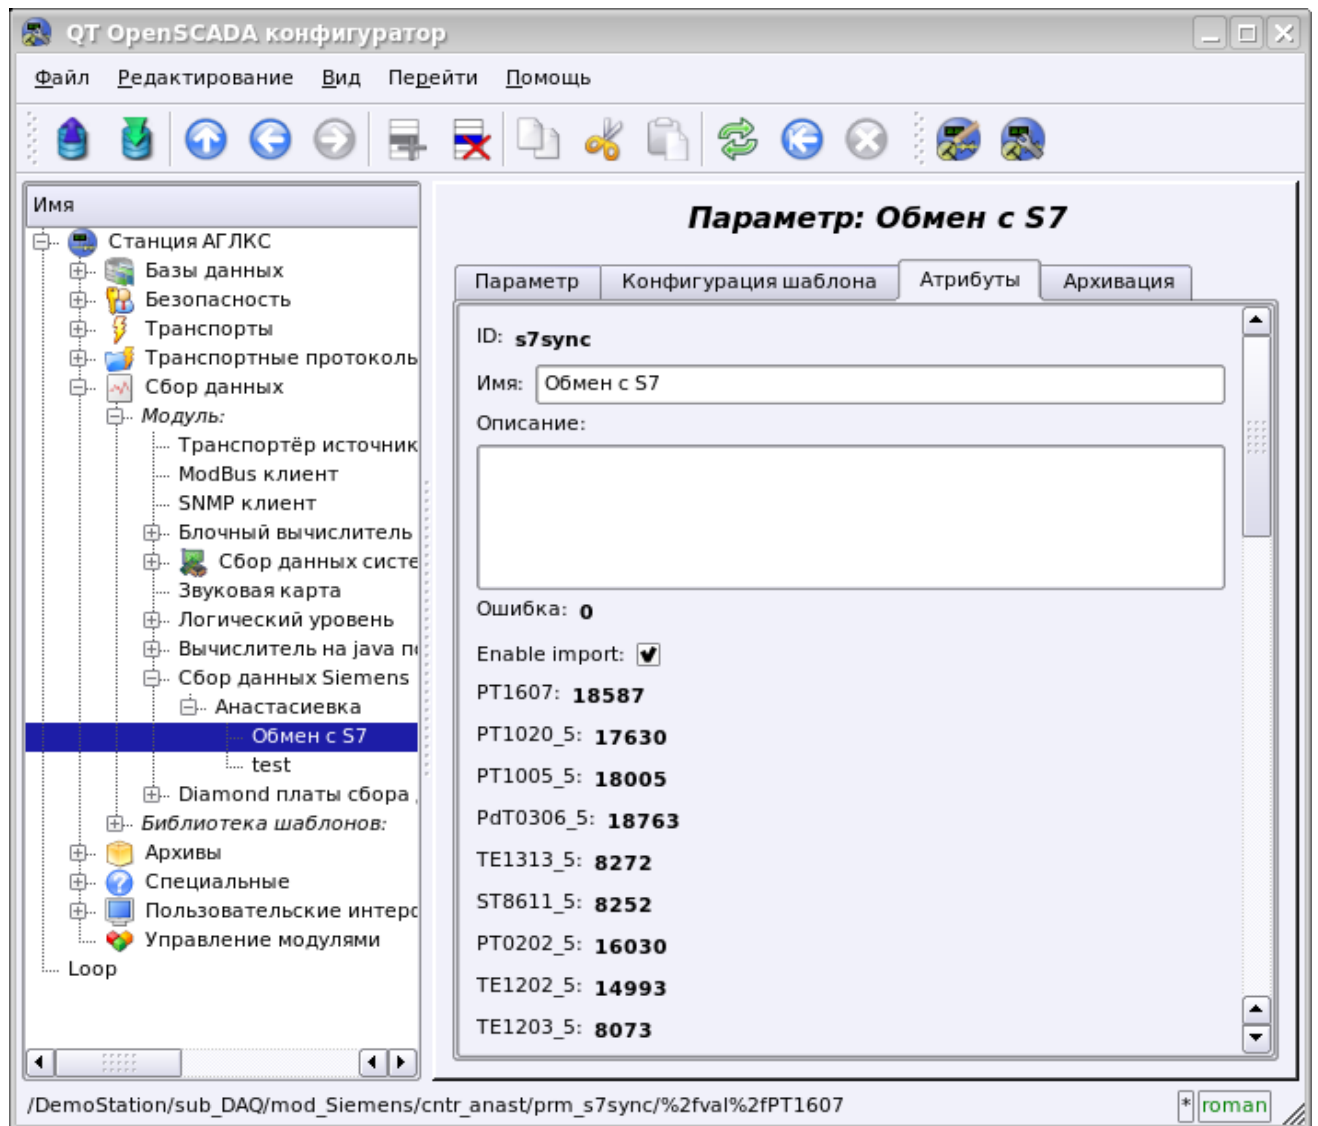 QT OpenSCADA конфигуратор
Файл Редактирование Вид Перейти Помощь
Имя
Станция АГЛКС
Базы данных
Безопасность
Транспорты
Транспортные протоколь
Сбор данных
Модуль:
Транспортёр источник
ModBus клиент
SNMP клиент
Блочный вычислитель
Сбор данных систе
Звуковая карта
Логический уровень
Вычислитель на java п
Сбор данных Siemens
Анастасиевка
Обмен с S7
test
Diamond платы сбора
Библиотека шаблонов:
Архивы
Специальные
Пользовательские интерс
Управление модулями
Loop
Параметр: Обмен с S7
Параметр Конфигурация шаблона Атрибуты Архивация
ID: s7sync
Имя: Обмен с S7
Описание:
Ошибка: 0
Enable import:
PT1607: 18587
PT1020_5: 17630
PT1005_5: 18005
PdT0306_5: 18763
TE1313_5: 8272
ST8611_5: 8252
PT0202_5: 16030
TE1202_5: 14993
TE1203_5: 8073
/DemoStation/sub_DAQ/mod_Siemens/cntr_anast/prm_s7sync/%2fval%2fPT1607
* roman